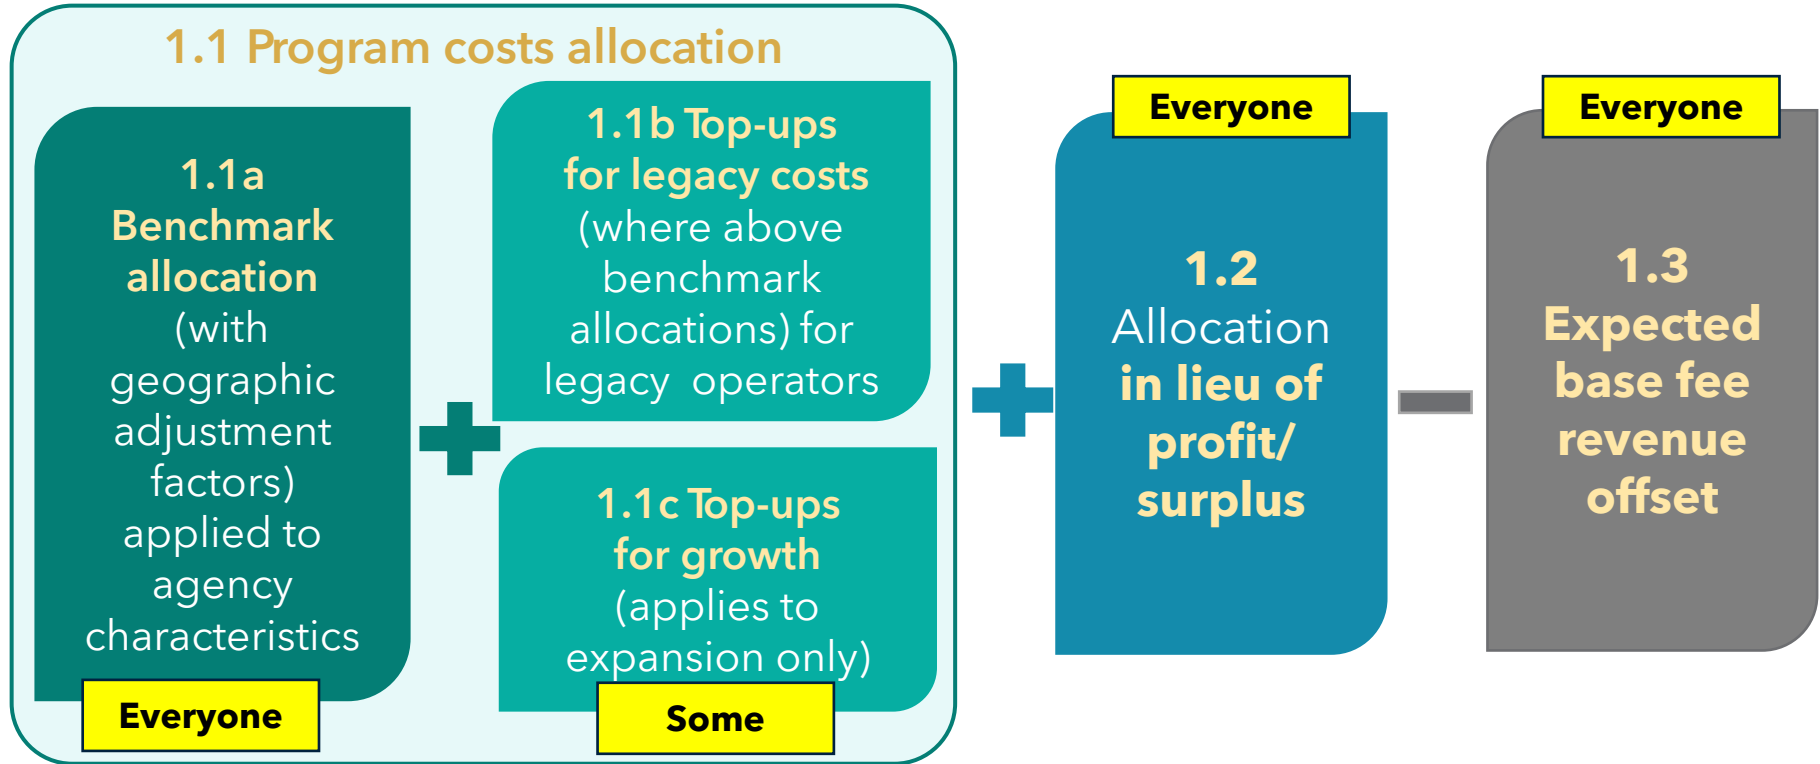 1.1 Program costs allocation
1.1a
Benchmark
allocation
(with
geographic
adjustment
factors)
applied to
agency
characteristics
Everyone
1.1b Top-ups
for legacy costs
(where above
benchmark
allocations) for
legacy operators
1.1c Top-ups
for growth
(applies to
expansion only)
Some
Everyone
1.2
Allocation
in lieu of
profit/
surplus
Everyone
1.3
Expected
base fee
revenue
offset